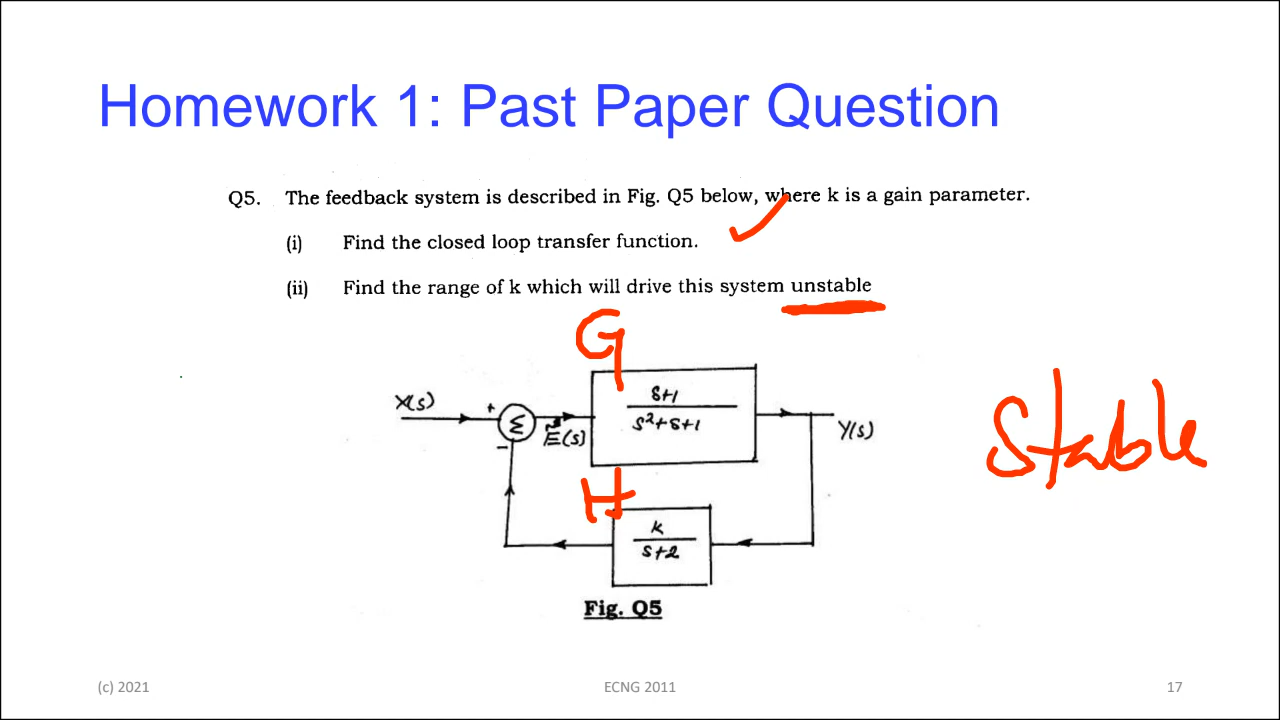 Homework 1: Past Paper Question
Q5. The feedback system is described in Fig. Q5 below, where k is a gain parameter.
(i) Find the closed loop transfer function.
(ii) Find the range of k which will drive this system unstable
G
s+1
s²+s+1
X(s)
+
Σ
E(s)
-
Y(s)
Stable
H
k
s+2
Fig. Q5
(c) 2021
ECNG 2011
17